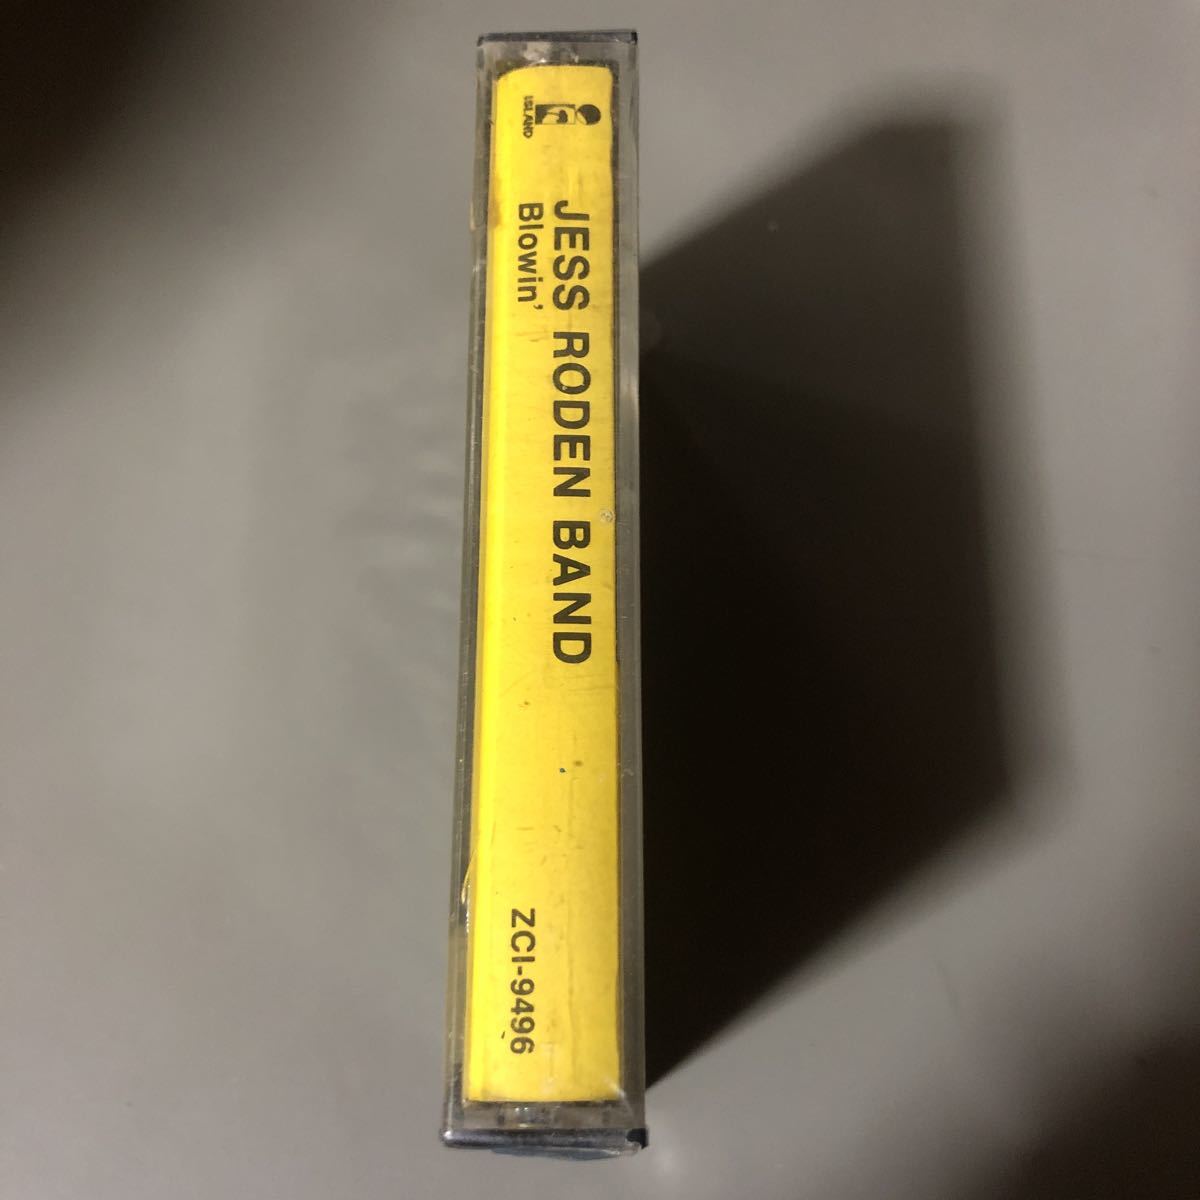 ISLAND
JESS RODEN BAND
Blowin'
ZCI-9496